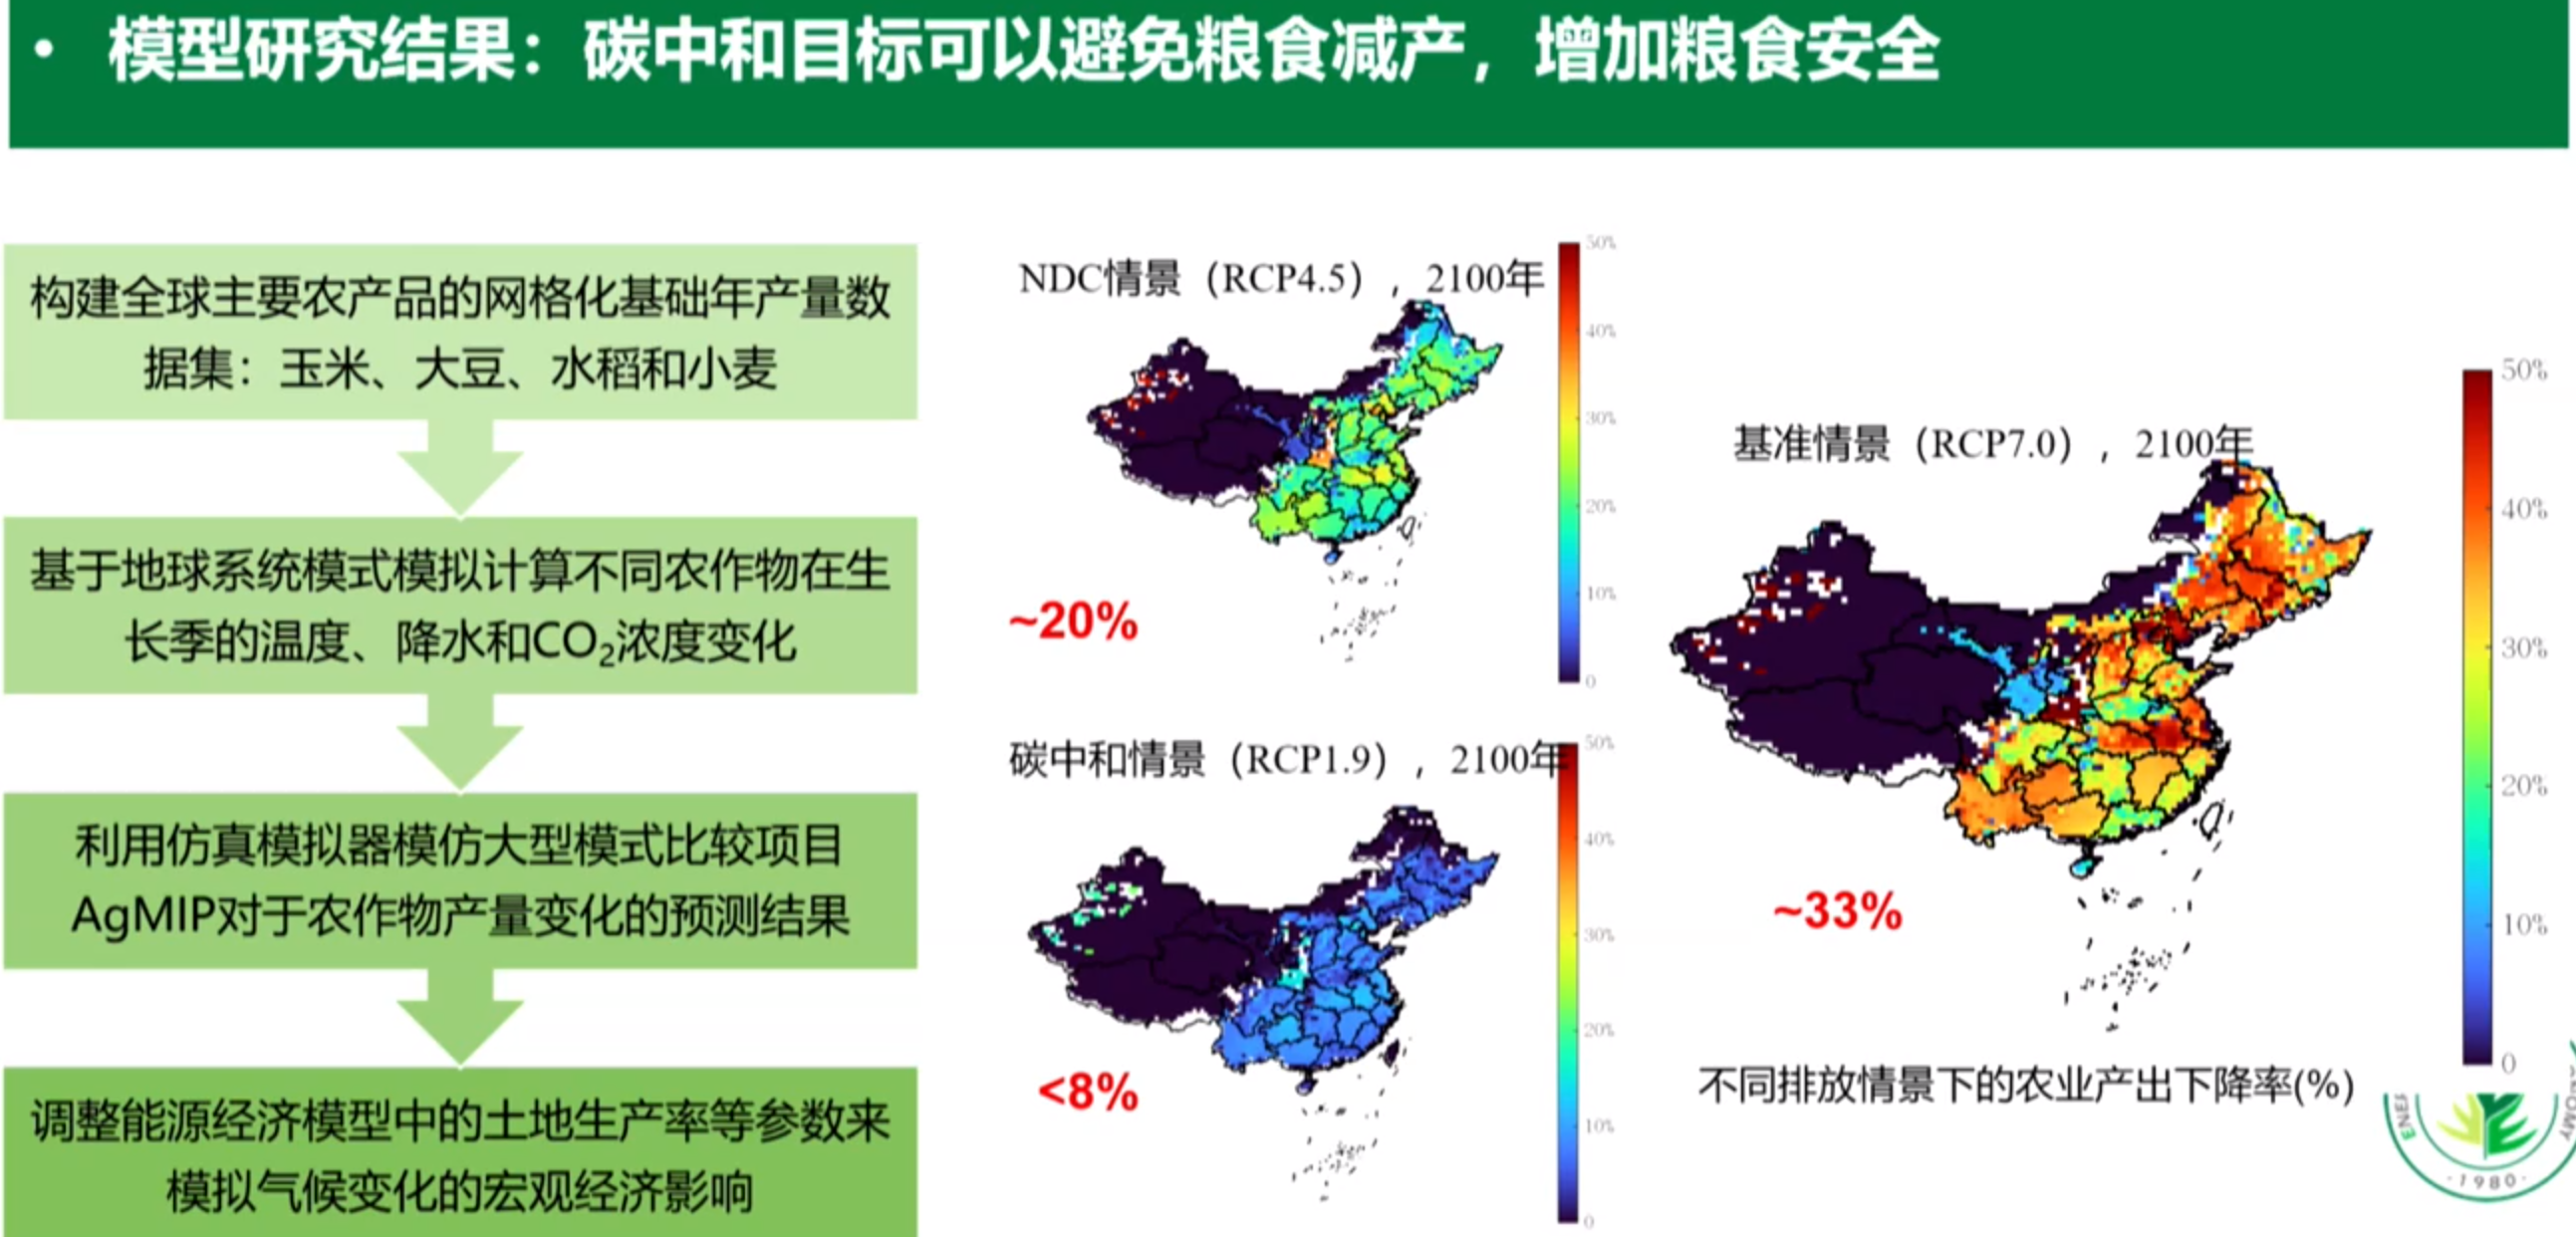 • 模型研究结果：碳中和目标可以避免粮食减产，增加粮食安全
构建全球主要农产品的网格化基础年产量数
据集：玉米、大豆、水稻和小麦
基于地球系统模式模拟计算不同农作物在生
长季的温度、降水和CO₂浓度变化
利用仿真模拟器模仿大型模式比较项目
AgMIP对于农作物产量变化的预测结果
调整能源经济模型中的土地生产率等参数来
模拟气候变化的宏观经济影响
NDC情景（RCP4.5），2100年
50%
40%
30%
20%
10%
0
~20%
碳中和情景（RCP1.9），2100年
50%
40%
30%
20%
10%
0
<8%
基准情景（RCP7.0），2100年
50%
40%
30%
20%
10%
0
~33%
不同排放情景下的农业产出下降率(%)
·1980·